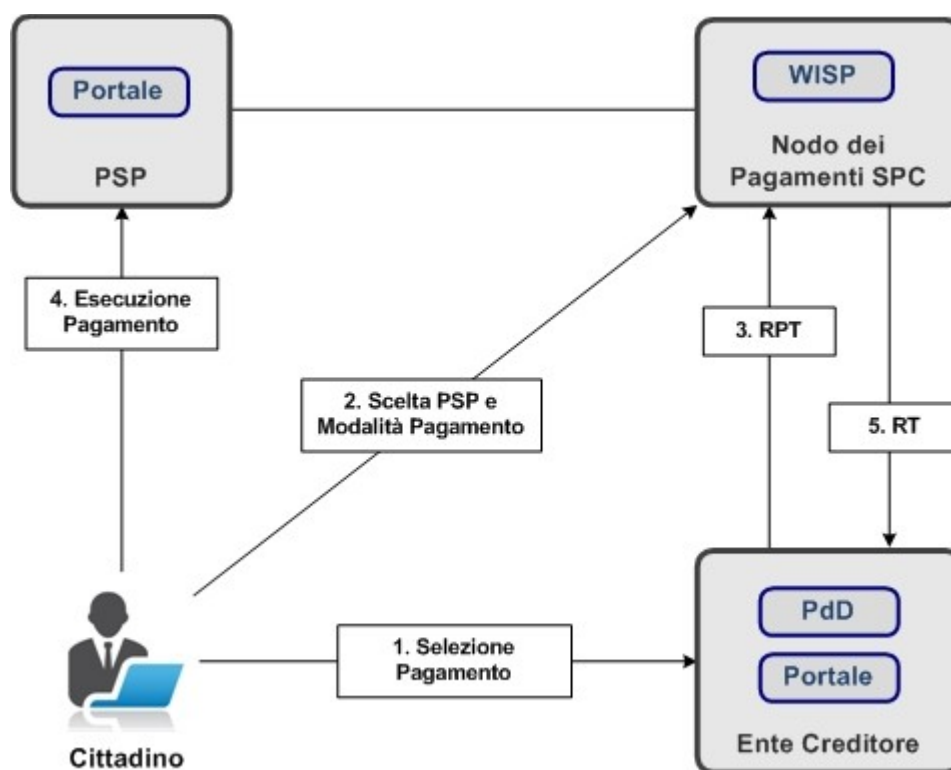 Portale
PSP
WISP
Nodo dei
Pagamenti SPC
4. Esecuzione
Pagamento
3. RPT
2. Scelta PSP e
Modalità Pagamento
5. RT
1. Selezione
Pagamento
PdD
Portale
Ente Creditore
Cittadino